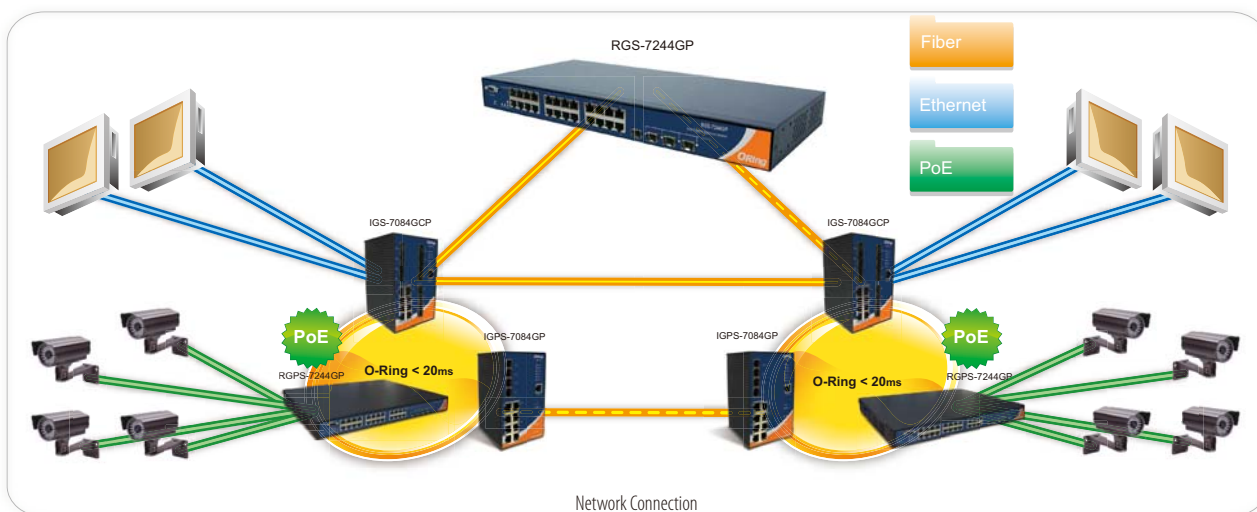 RGS-7244GP
Fiber
Ethernet
PoE
ORing
IGS-7084GCP
IGS-7084GCP
PoE
PoE
IGPS-7084GP
IGPS-7084GP
RGPS-7244GP
RGPS-7244GP
O-Ring < 20ms
O-Ring < 20ms
Network Connection